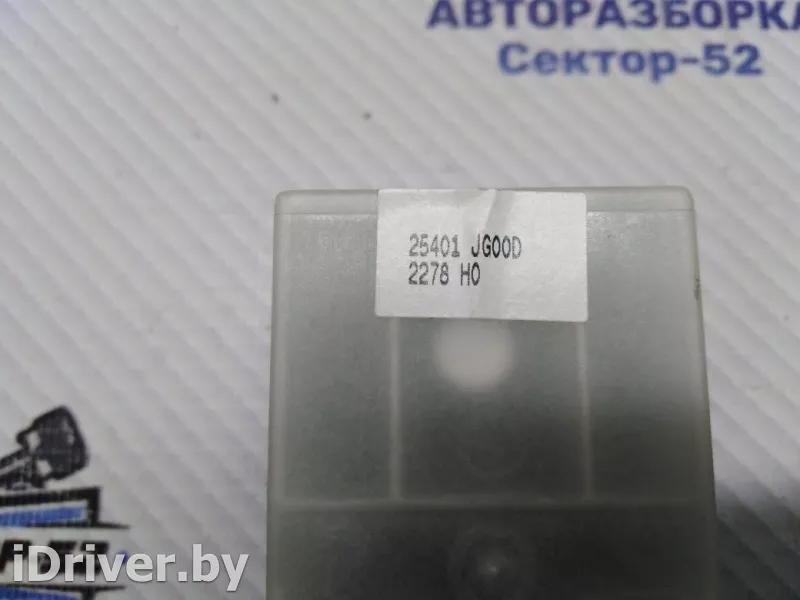 АВТОРАЗБОРКА
Сектор-52
25401 JG00D
2278 H0
iDriver.by